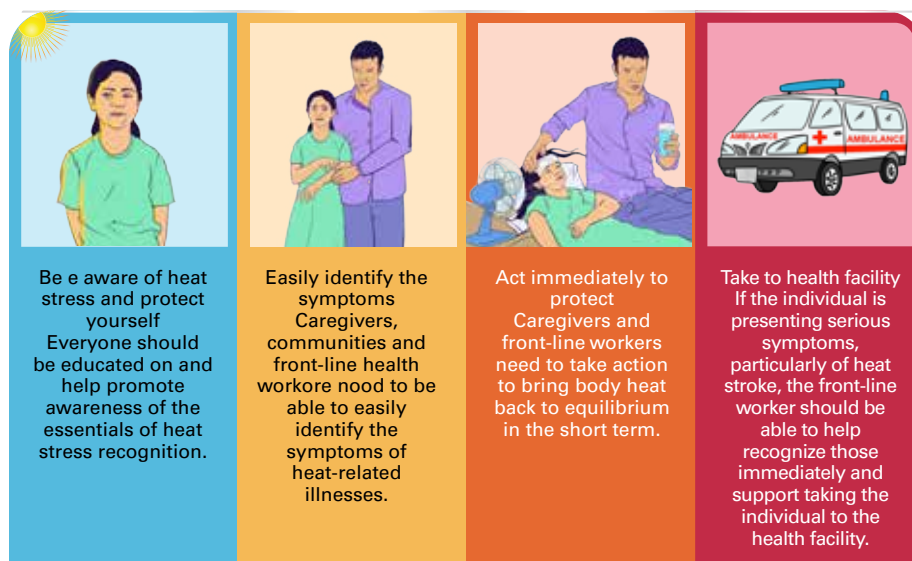 Be e aware of heat
stress and protect
yourself
Everyone should
be educated on and
help promote
awareness of the
essentials of heat
stress recognition.
Easily identify the
symptoms
Caregivers,
communities and
front-line health
workore nood to be
able to easily
identify the
symptoms of
heat-related
illnesses.
Act immediately to
protect
Caregivers and
front-line workers
need to take action
to bring body heat
back to equilibrium
in the short term.
AMBULANCE
AMBULANCE
Take to health facility
If the individual is
presenting serious
symptoms,
particularly of heat
stroke, the front-line
worker should be
able to help
recognize those
immediately and
support taking the
individual to the
health facility.